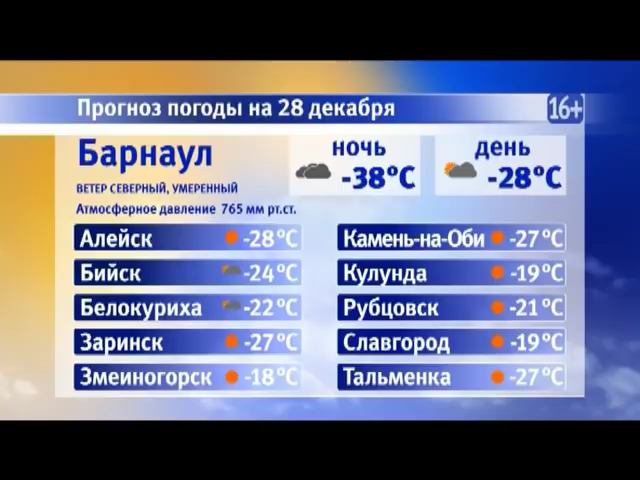 Прогноз погоды на 28 декабря
16+
Барнаул
ВЕТЕР СЕВЕРНЫЙ, УМЕРЕННЫЙ
Атмосферное давление 765 мм рт.ст.
ночь
-38°C
день
-28°C
Алейск -28°C
Бийск -24°C
Белокуриха -22°C
Заринск -27°C
Змеиногорск -18°C
Камень-на-Оби -27°C
Кулунда -19°C
Рубцовск -21°C
Славгород -19°C
Тальменка -27°C